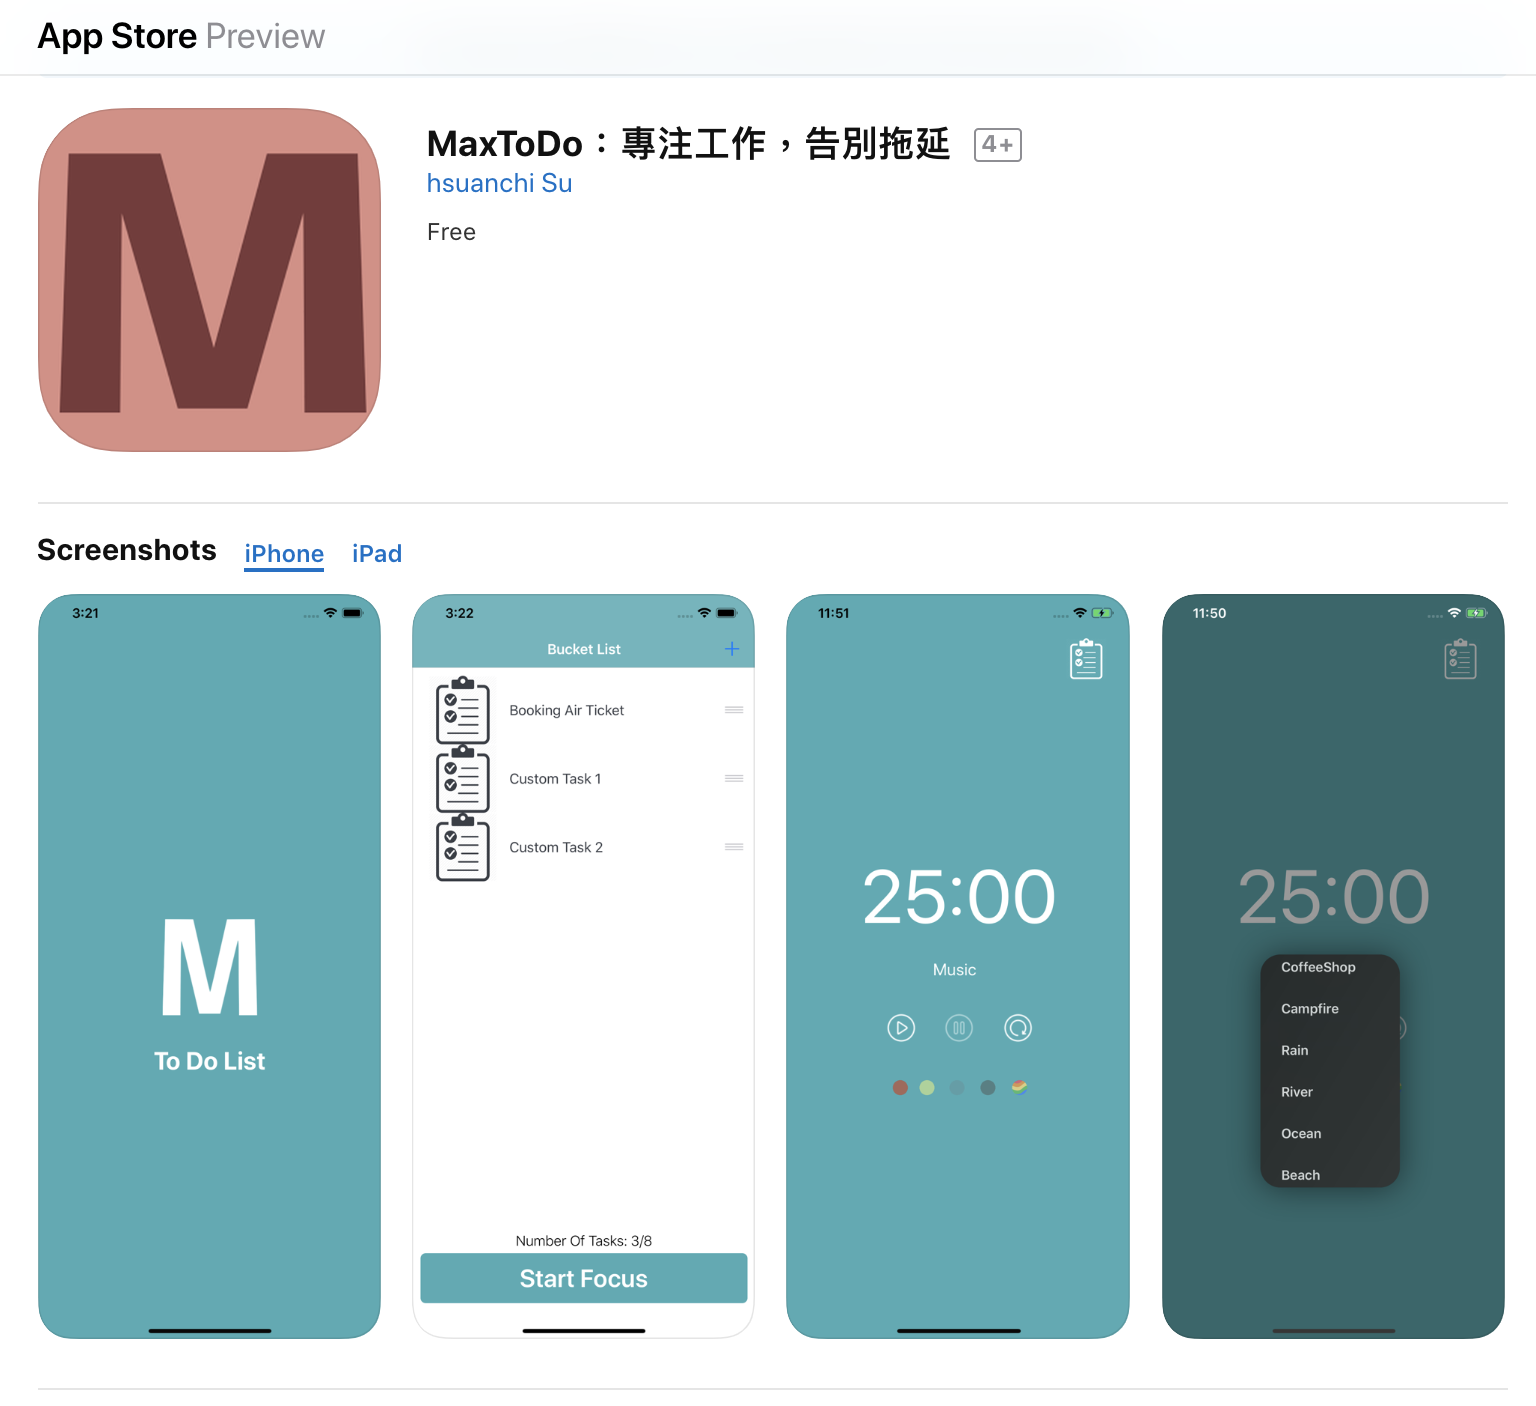 App Store Preview
M
MaxToDo：專注工作，告別拖延 4+
hsuanchi Su
Free
Screenshots iPhone iPad
3:21
M
To Do List
3:22
Bucket List +
Booking Air Ticket
Custom Task 1
Custom Task 2
Number Of Tasks: 3/8
Start Focus
11:51
25:00
Music
11:50
25:00
CoffeeShop
Campfire
Rain
River
Ocean
Beach